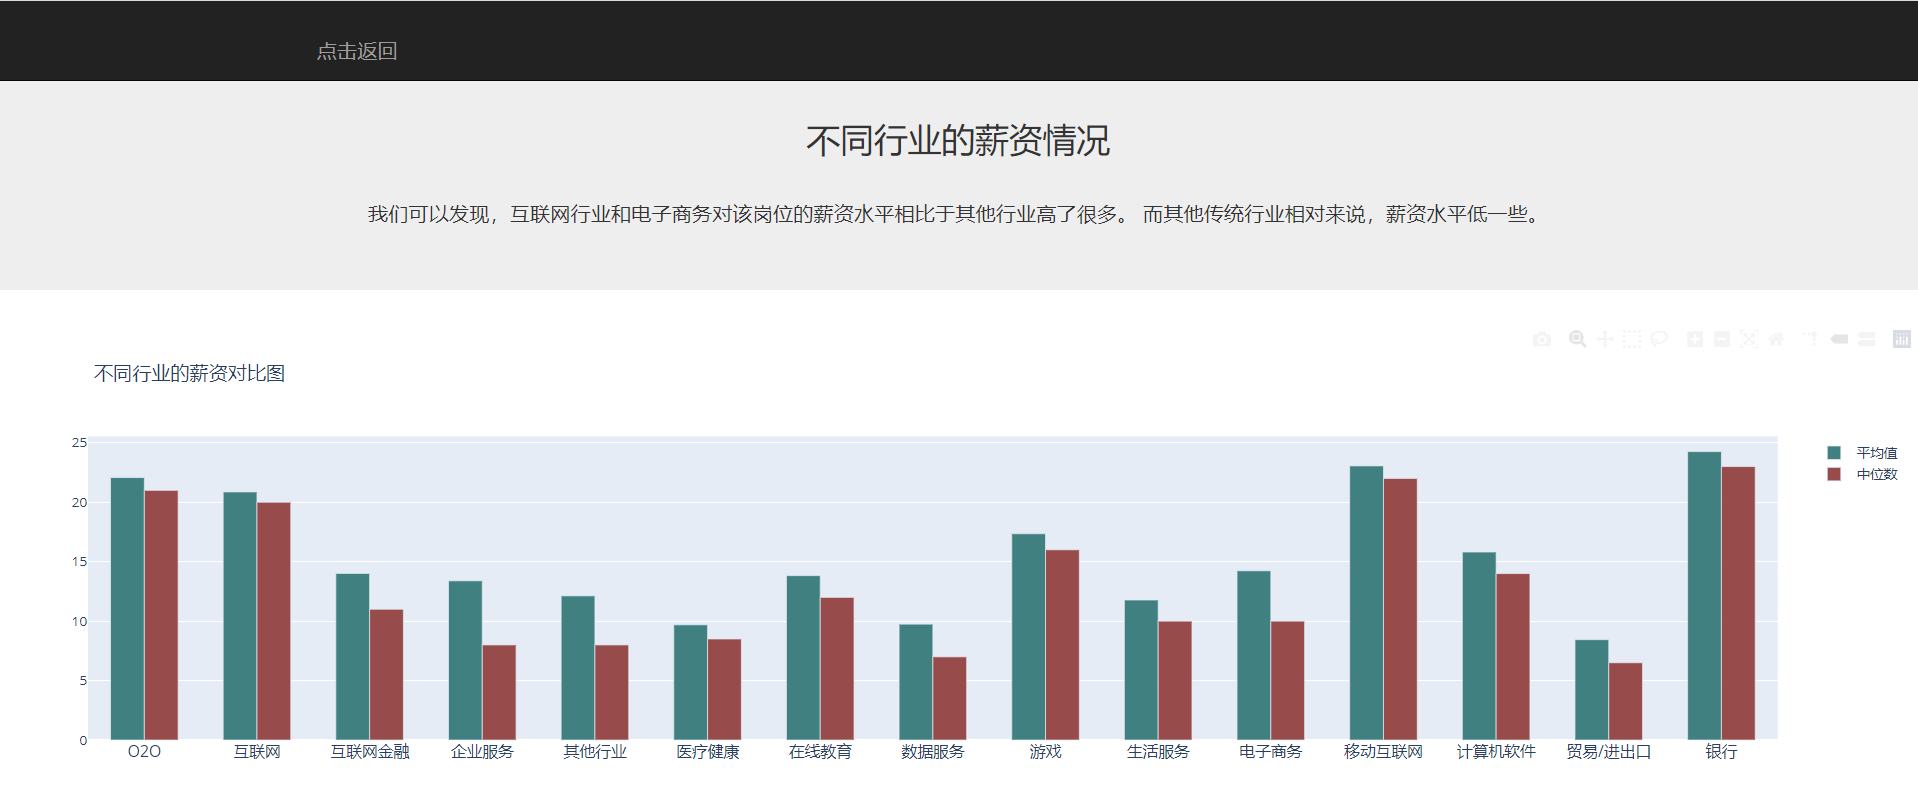 点击返回
不同行业的薪资情况
我们可以发现，互联网行业和电子商务对该岗位的薪资水平相比于其他行业高了很多。 而其他传统行业相对来说，薪资水平低一些。
不同行业的薪资对比图
25
20
15
10
5
0
平均值
中位数
O2O 互联网 互联网金融 企业服务 其他行业 医疗健康 在线教育 数据服务 游戏 生活服务 电子商务 移动互联网 计算机软件 贸易/进出口 银行